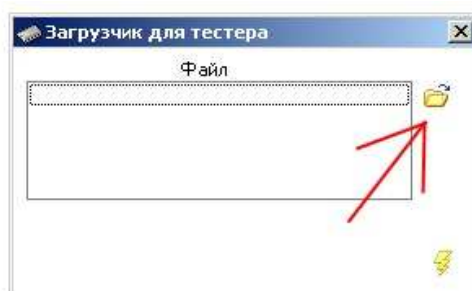 Загрузчик для тестера
Файл